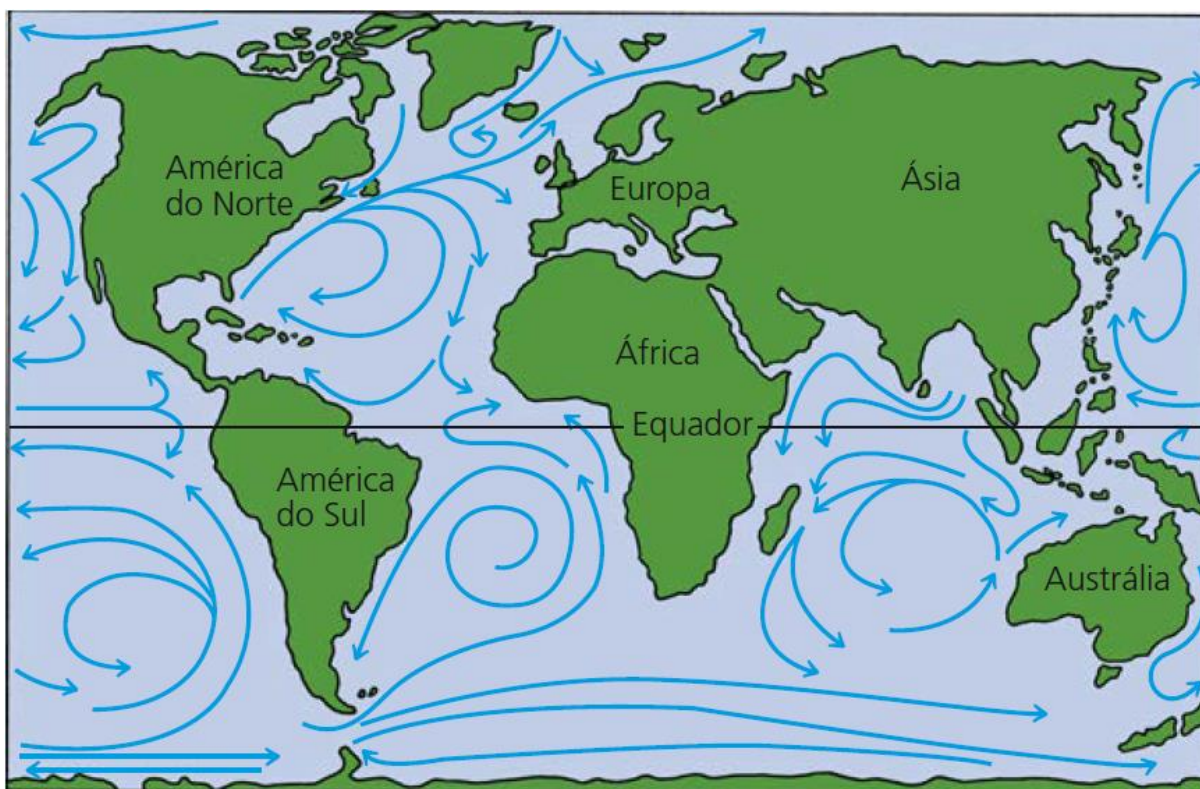 América
do Norte
Europa
Ásia
África
Equador
América
do Sul
Austrália